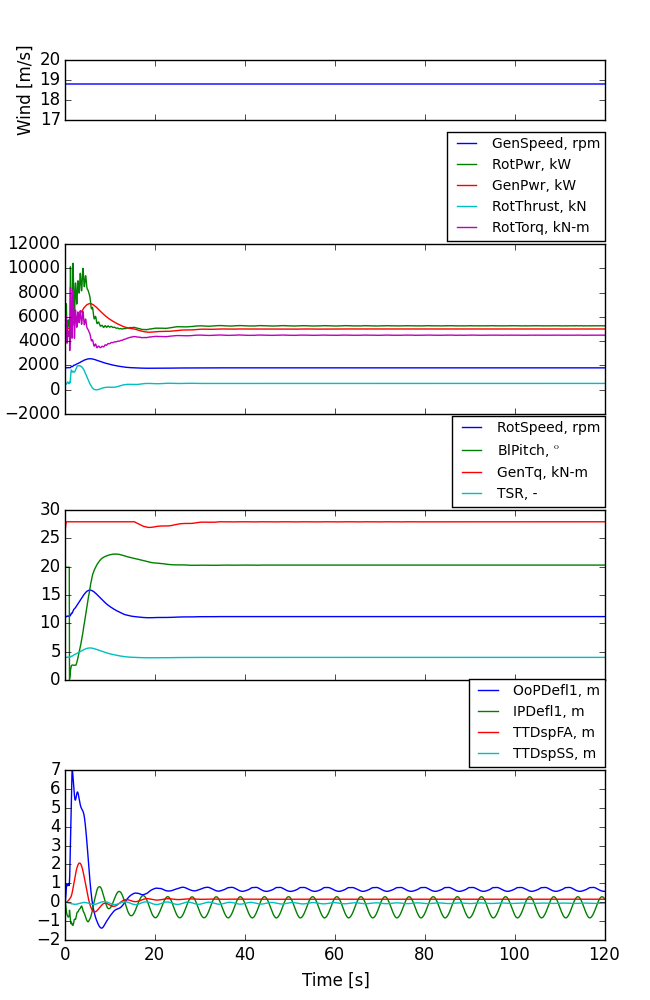 Wind [m/s]
20
19
18
17
GenSpeed, rpm
RotPwr, kW
GenPwr, kW
RotThrust, kN
RotTorq, kN-m
12000
10000
8000
6000
4000
2000
0
−2000
RotSpeed, rpm
BlPitch, °
GenTq, kN-m
TSR, -
30
25
20
15
10
5
0
OoPDefl1, m
IPDefl1, m
TTDspFA, m
TTDspSS, m
7
6
5
4
3
2
1
0
−1
−2
0 20 40 60 80 100 120
Time [s]